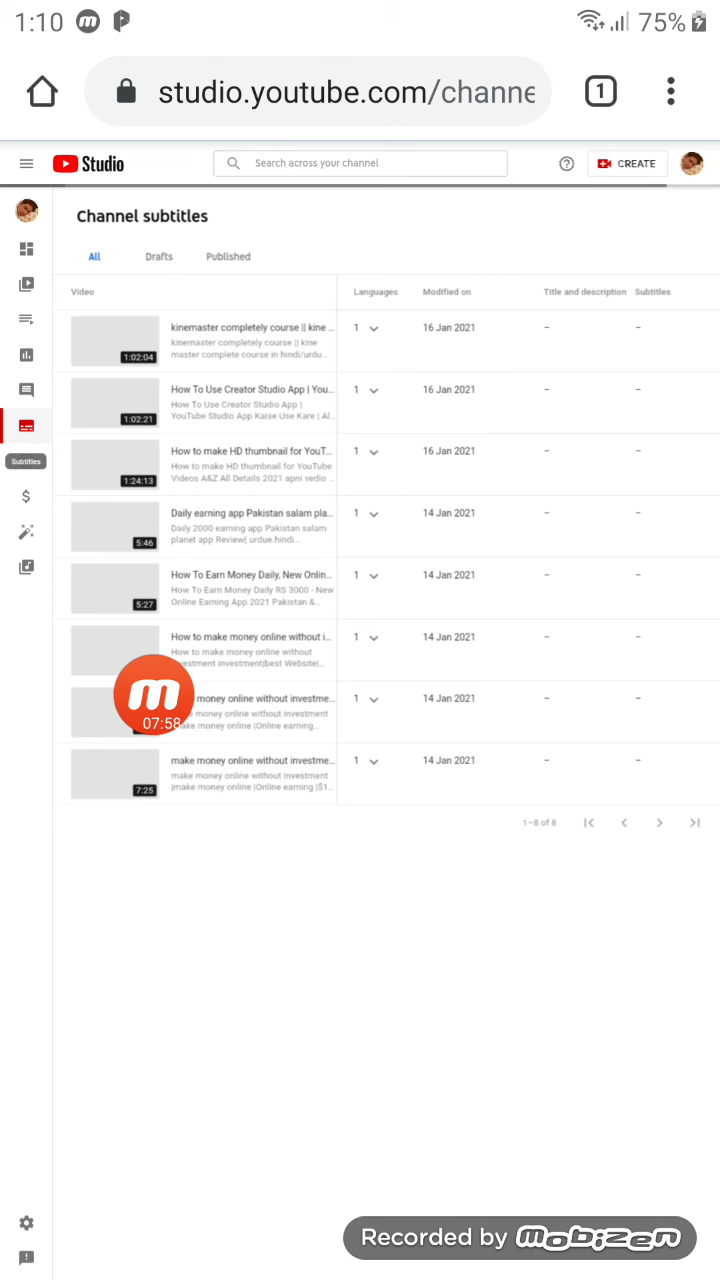 1:10
75%
studio.youtube.com/channe
1
Studio
Search across your channel
CREATE
Channel subtitles
All Drafts Published
Video Languages Modified on Title and description Subtitles
kinemaster completely course || kine ...
kinemaster completely course || kine
master complete course in hindi/urdu...
1:02:04
1 16 Jan 2021 – –
How To Use Creator Studio App | You...
How To Use Creator Studio App |
YouTube Studio App Kaise Use Kare | Al...
1:02:21
1 16 Jan 2021 – –
How to make HD thumbnail for YouT...
How to make HD thumbnail for YouTube
Videos A&Z All Details 2021 apni vedio ...
1:24:13
1 16 Jan 2021 – –
Subtitles
Daily earning app Pakistan salam pla...
Daily 2000 earning app Pakistan salam
planet app Review( urdue.hindi...
5:46
1 14 Jan 2021 – –
How To Earn Money Daily, New Onlin...
How To Earn Money Daily RS 3000 - New
Online Earning App 2021 Pakistan &...
5:27
1 14 Jan 2021 – –
How to make money online without i...
How to make money online without
investment|best Website|...
1 14 Jan 2021 – –
money online without investme...
money online without investment
make money online |Online earning...
07:58
1 14 Jan 2021 – –
make money online without investme...
make money online without investment
|make money online |Online earning |$1...
7:25
1 14 Jan 2021 – –
1–8 of 8
Recorded by mobizen